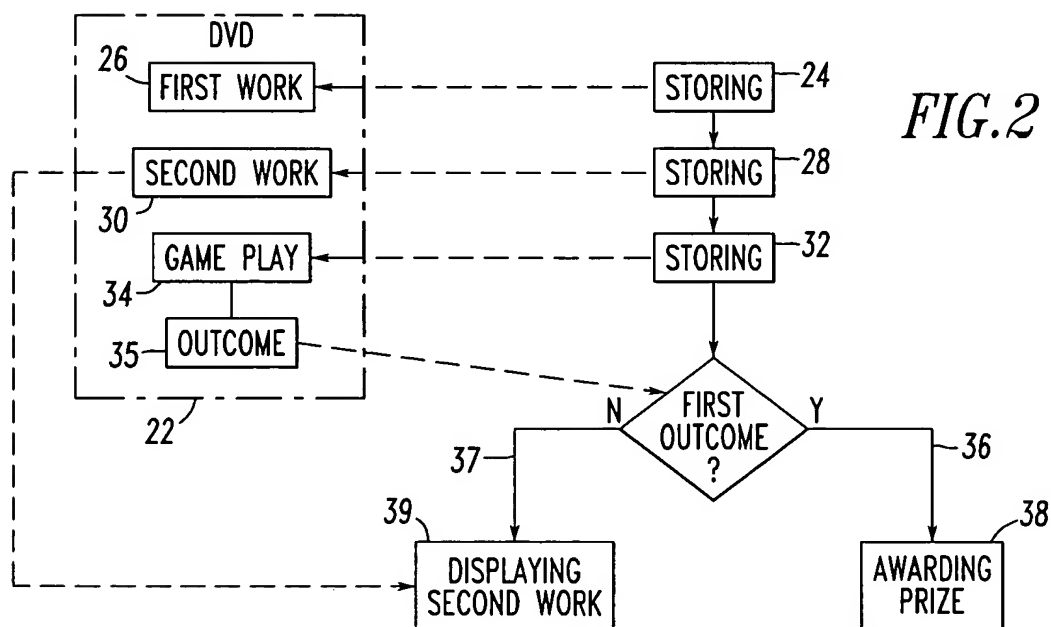 DVD
26
FIRST WORK
STORING
24
FIG.2
SECOND WORK
30
STORING
28
GAME PLAY
34
STORING
32
OUTCOME
35
22
N
FIRST
OUTCOME
?
Y
37
36
39
DISPLAYING
SECOND WORK
38
AWARDING
PRIZE